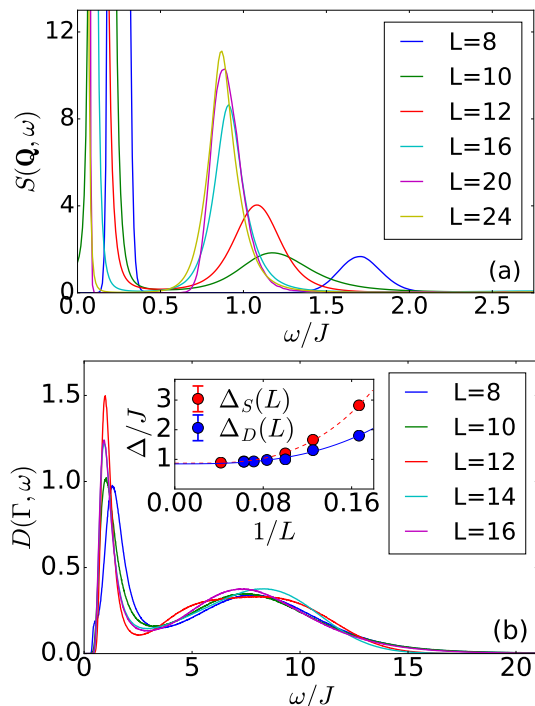 12
8
4
0
S(Q, ω)
0.0 0.5 1.0 1.5 2.0 2.5
ω/J
L=8
L=10
L=12
L=16
L=20
L=24
(a)
1.5
1.0
0.5
0.0
D(Γ, ω)
0 5 10 15 20
ω/J
3
2
1
Δ/J
0.00 0.04 0.08 0.12 0.16
1/L
Δ_S(L)
Δ_D(L)
L=8
L=10
L=12
L=14
L=16
(b)